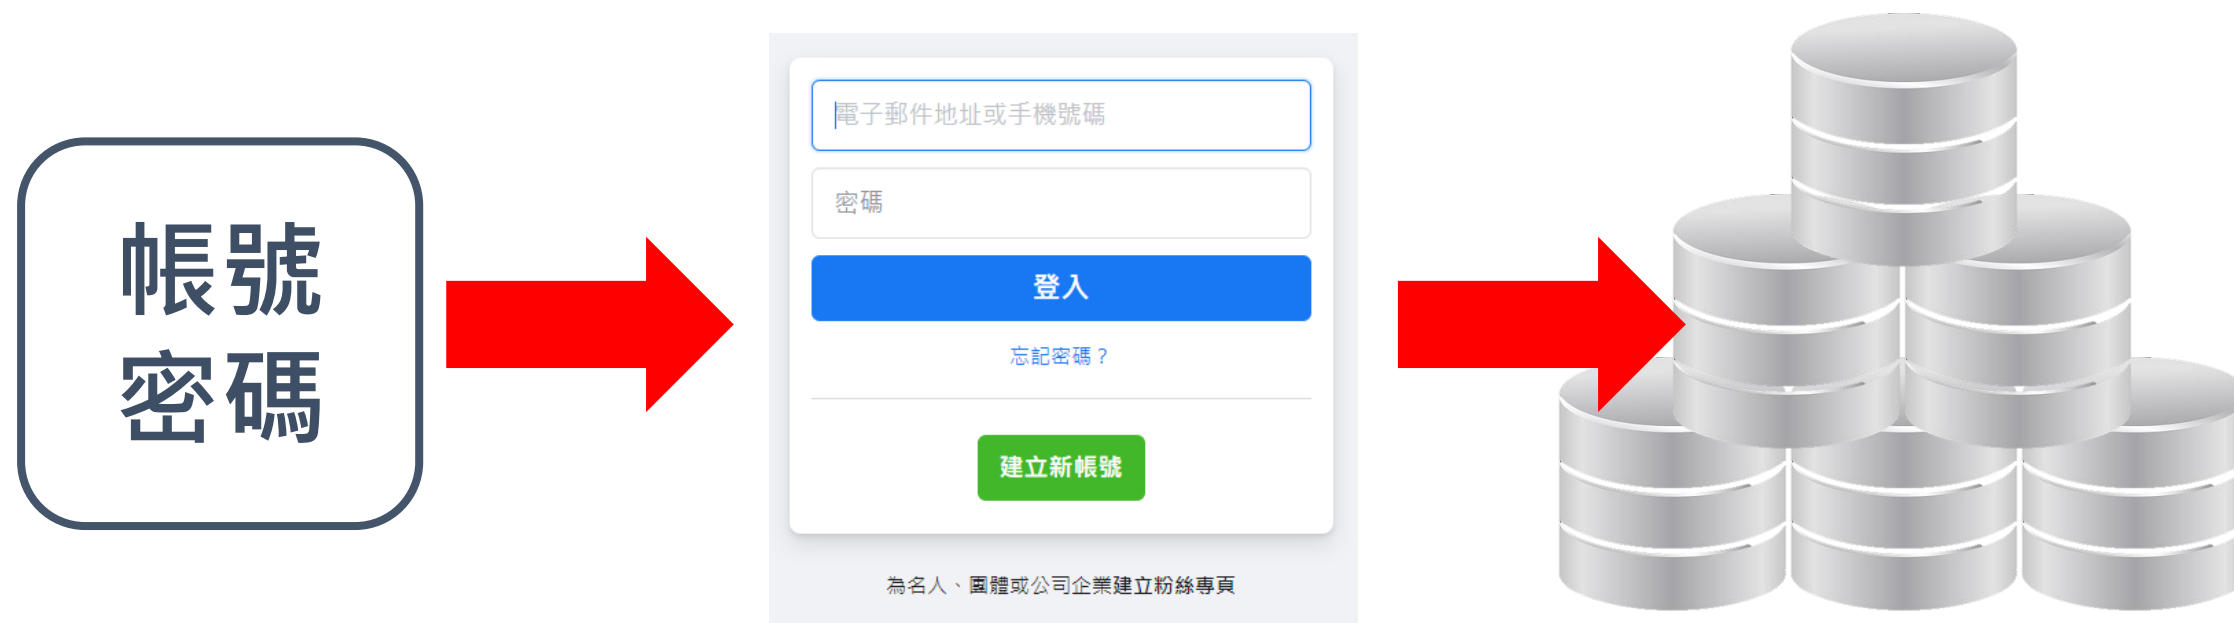 帳號
密碼
電子郵件地址或手機號碼
密碼
登入
忘記密碼？
建立新帳號
為名人、團體或公司企業建立粉絲專頁